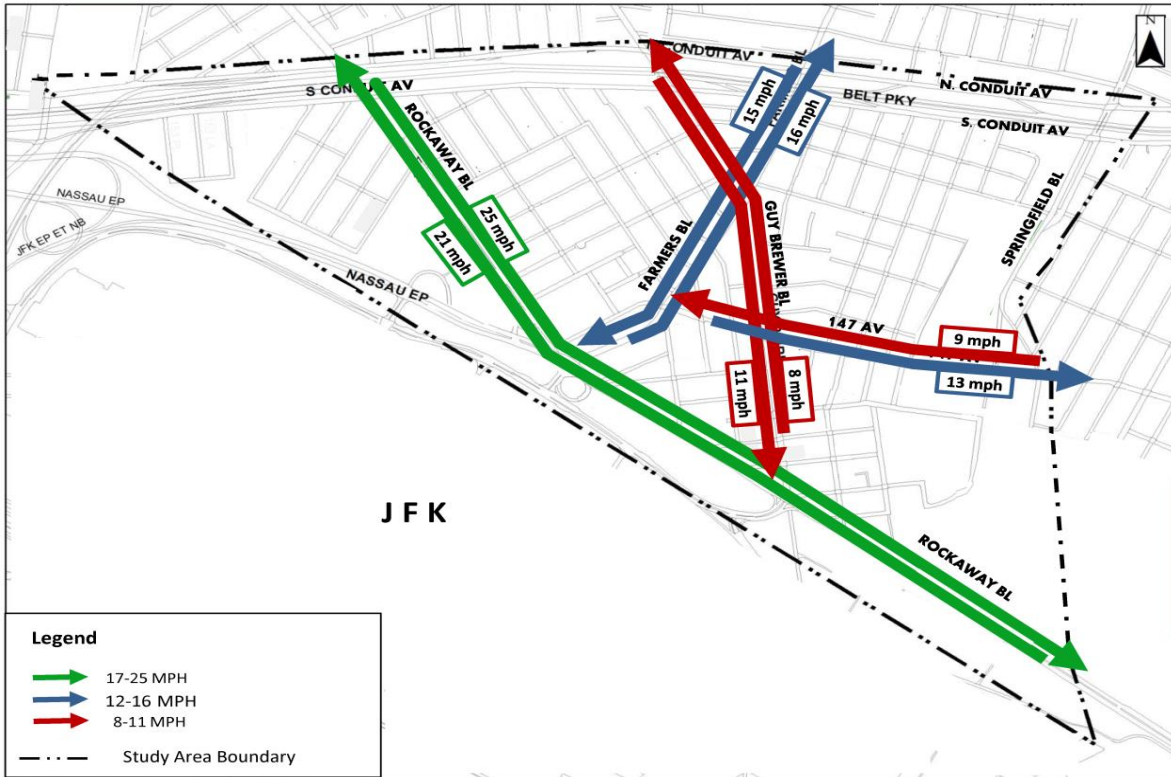 N
N CONDUIT AV
S CONDUIT AV
BELT PKY
N. CONDUIT AV
S. CONDUIT AV
15 mph
16 mph
ROCKAWAY BL
25 mph
21 mph
NASSAU EP
JFK EP ET NB
NASSAU EP
FARMERS BL
GUY BREWER BL
SPRINGFIELD BL
147 AV
9 mph
13 mph
11 mph
8 mph
J F K
ROCKAWAY BL
Legend
17-25 MPH
12-16 MPH
8-11 MPH
Study Area Boundary